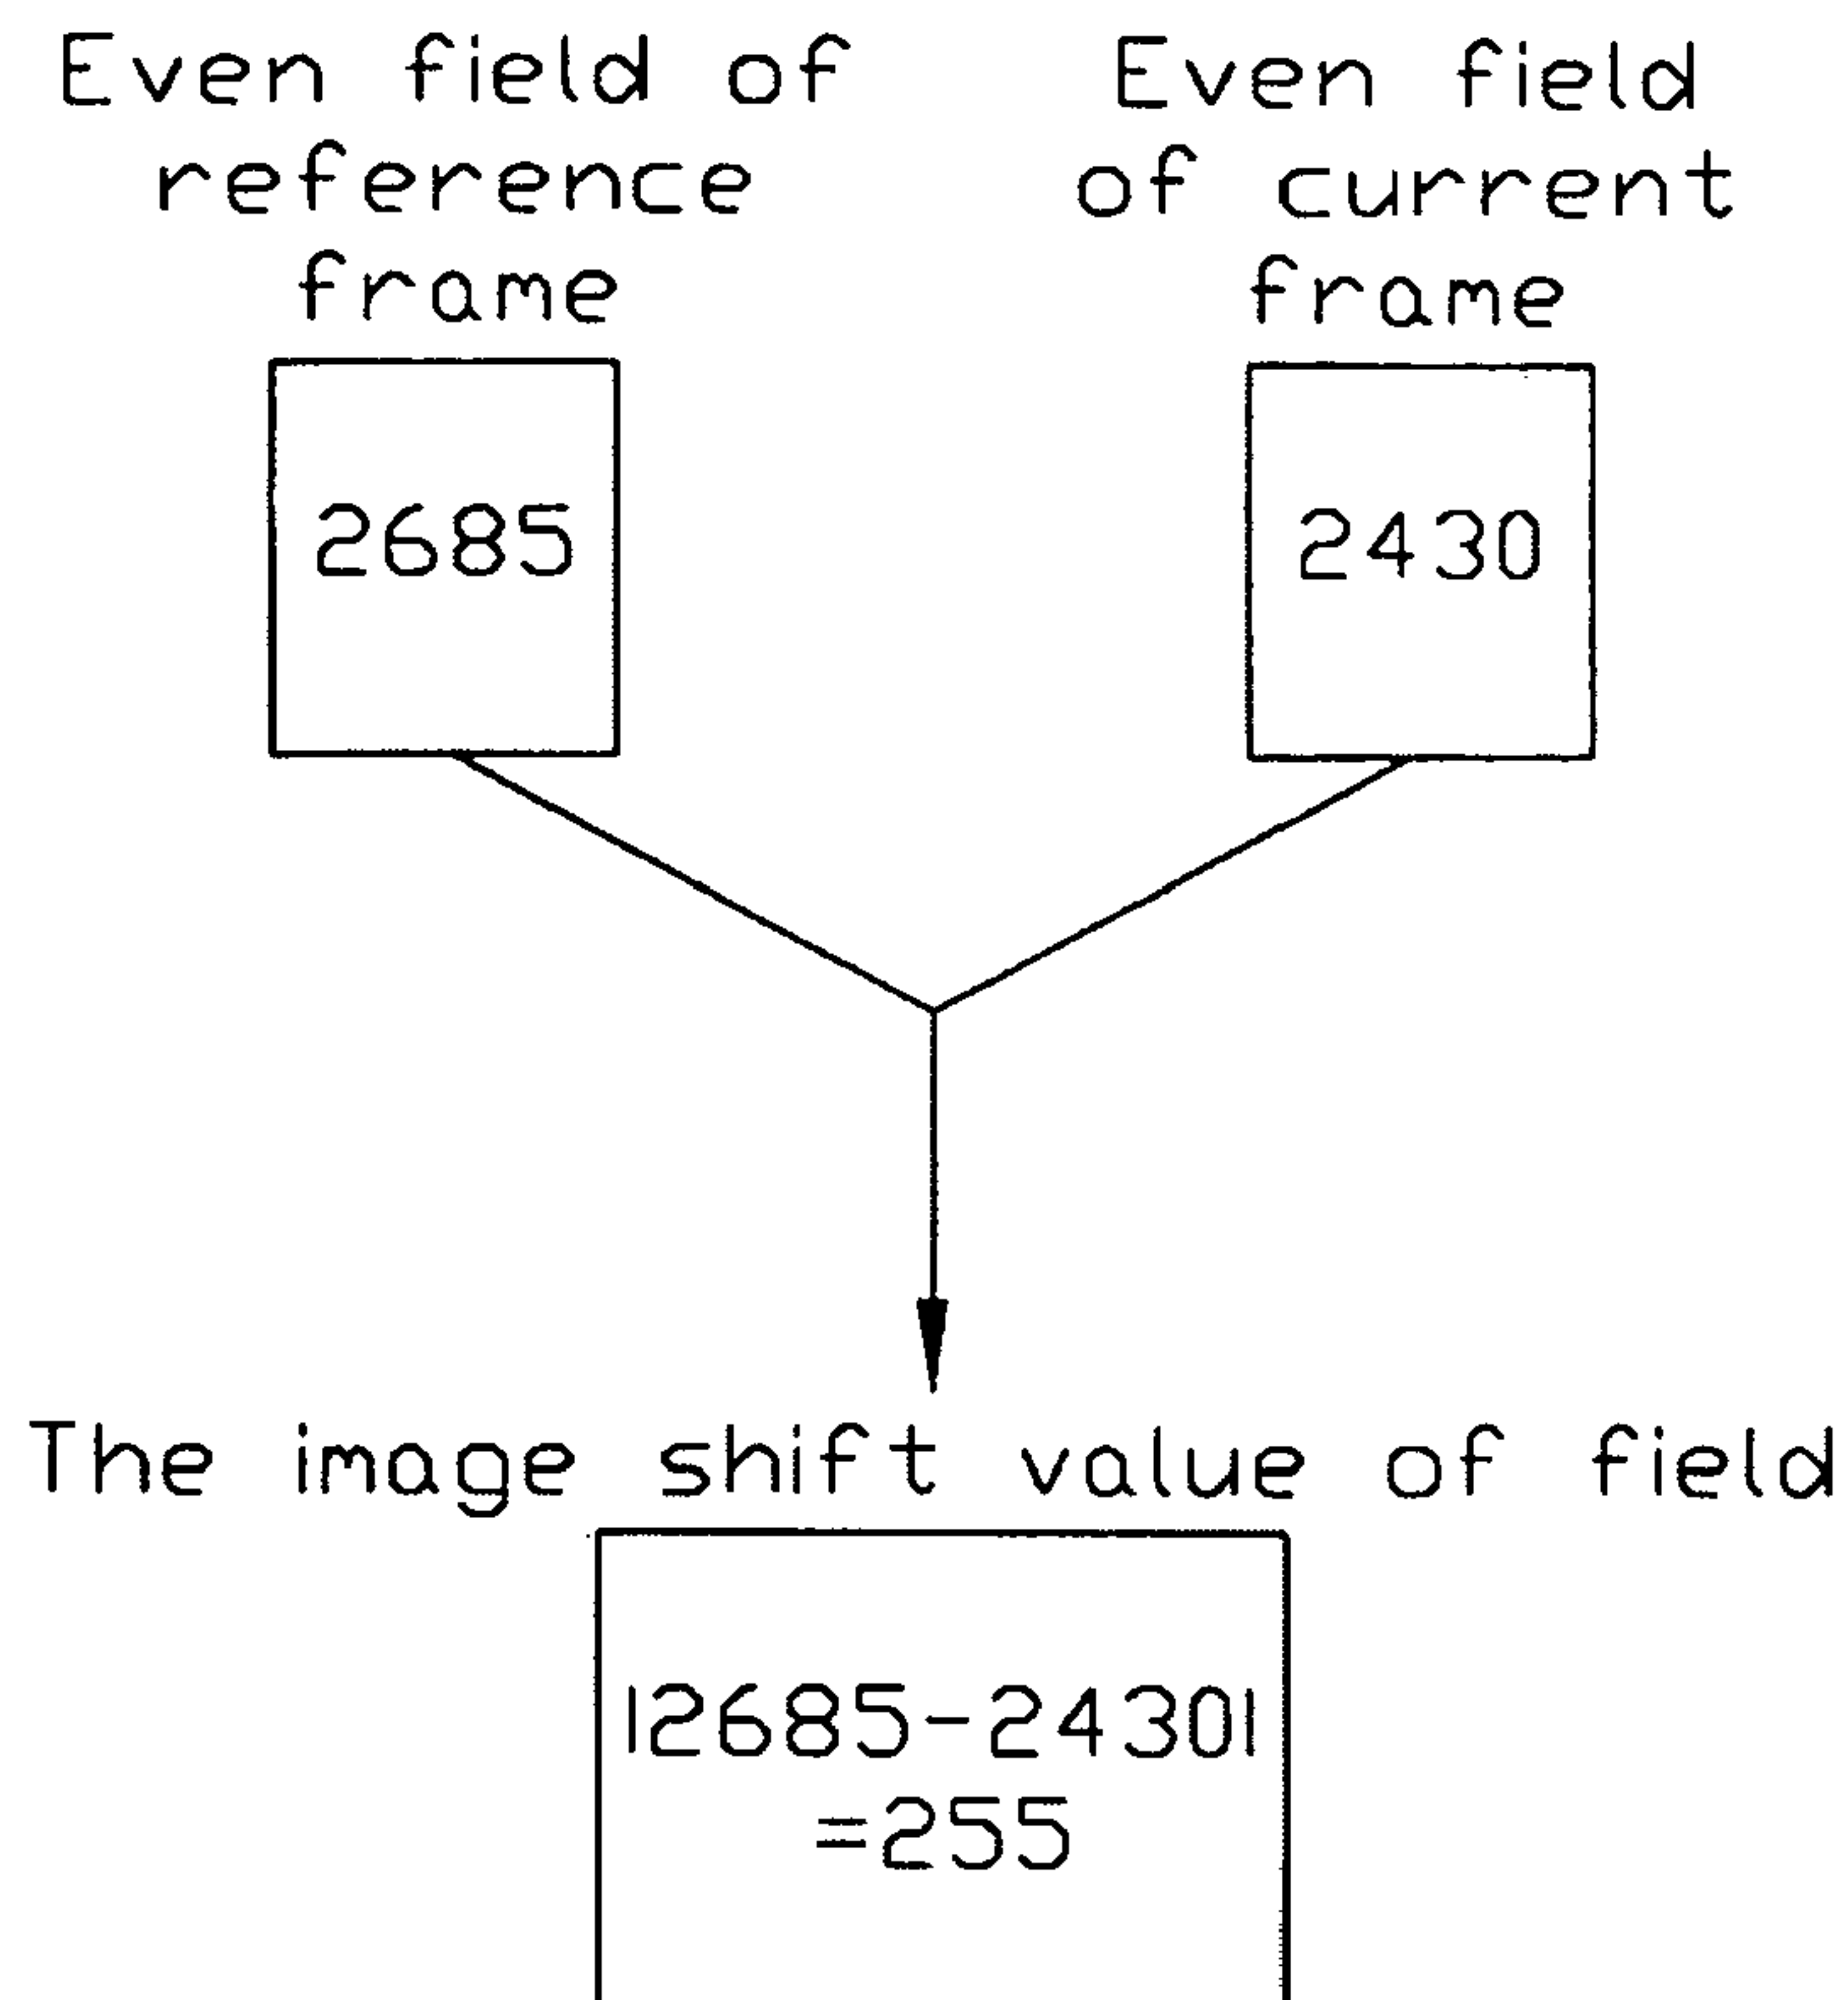 Even field of
reference
frame
Even field
of current
frame
2685
2430
The image shift value of field
|2685-2430|
=255